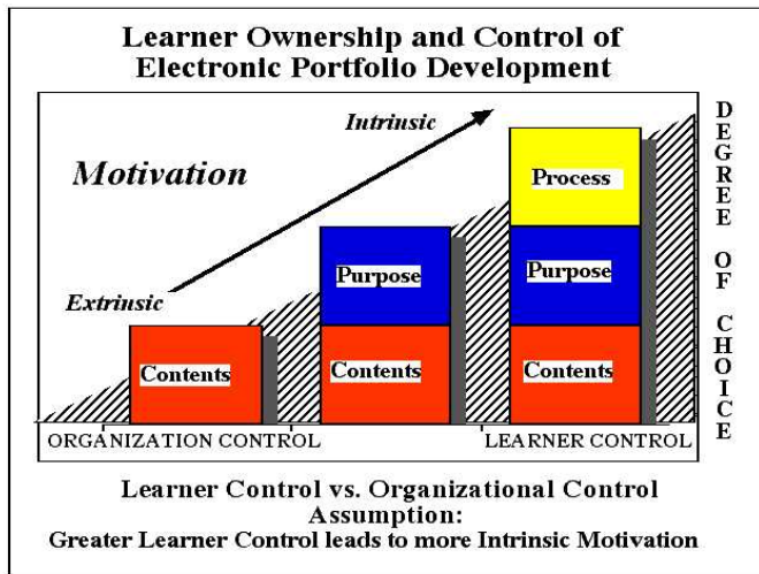 Learner Ownership and Control of
Electronic Portfolio Development
Intrinsic
Motivation
Process
Purpose
Purpose
Extrinsic
Contents
Contents
Contents
DEGREE OF CHOICE
ORGANIZATION CONTROL
LEARNER CONTROL
Learner Control vs. Organizational Control
Assumption:
Greater Learner Control leads to more Intrinsic Motivation